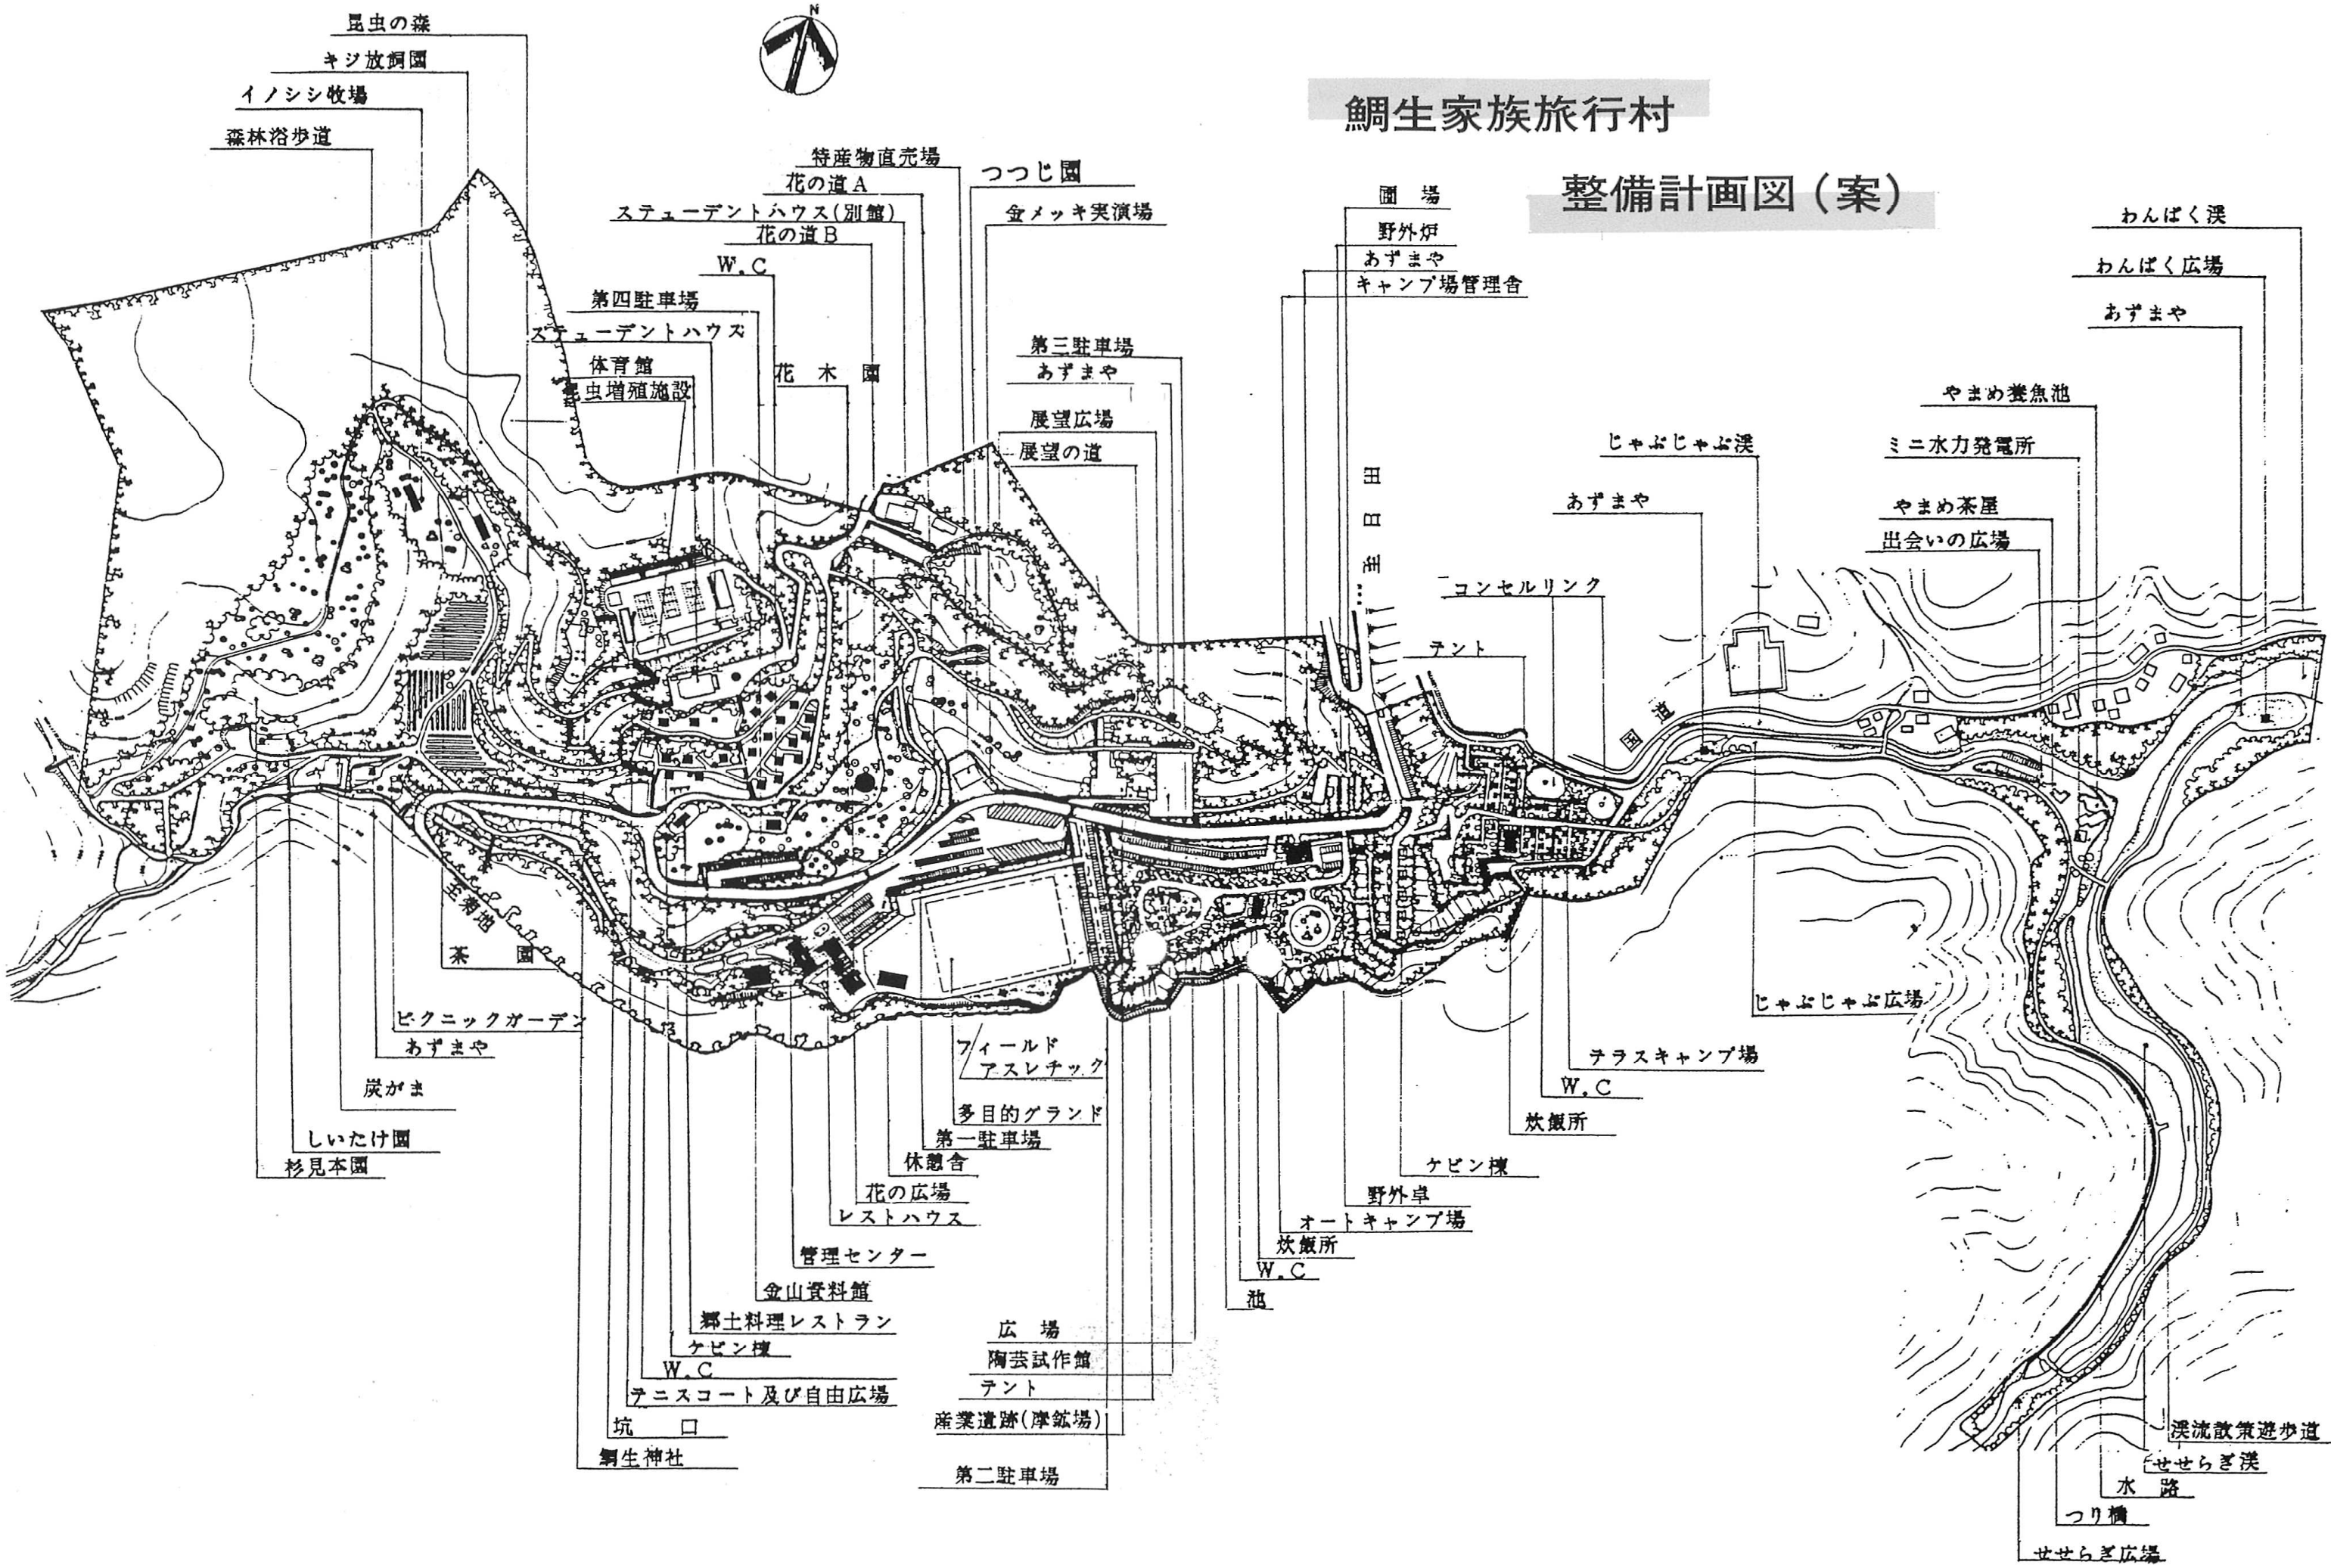 N
鯛生家族旅行村
整備計画図(案)
昆虫の森
キジ放飼園
イノシシ牧場
森林浴歩道
特産物直売場
つつじ園
花の道A
金メッキ実演場
ステューデントハウス(別館)
花の道B
W.C
第四駐車場
ステューデントハウス
体育館
昆虫増殖施設
花木園
第三駐車場
あずまや
展望広場
展望の道
圃場
野外炉
あずまや
キャンプ場管理舎
わんぱく渓
わんぱく広場
あずまや
やまめ養魚池
ミニ水力発電所
やまめ茶屋
出会いの広場
じゃぶじゃぶ渓
あずまや
コンセルリンク
テント
至日田
国道
至菊地
茶園
ピクニックガーデン
あずまや
炭がま
しいたけ園
杉見本園
フィールド
アスレチック
多目的グランド
第一駐車場
休憩舎
花の広場
レストハウス
管理センター
金山資料館
郷土料理レストラン
ケビン棟
W.C
テニスコート及び自由広場
坑口
鯛生神社
広場
陶芸試作館
テント
産業遺跡(摩鉱場)
第二駐車場
じゃぶじゃぶ広場
テラスキャンプ場
W.C
炊飯所
ケビン棟
野外卓
オートキャンプ場
炊飯所
W.C
池
渓流散策遊歩道
せせらぎ渓
水路
つり橋
せせらぎ広場